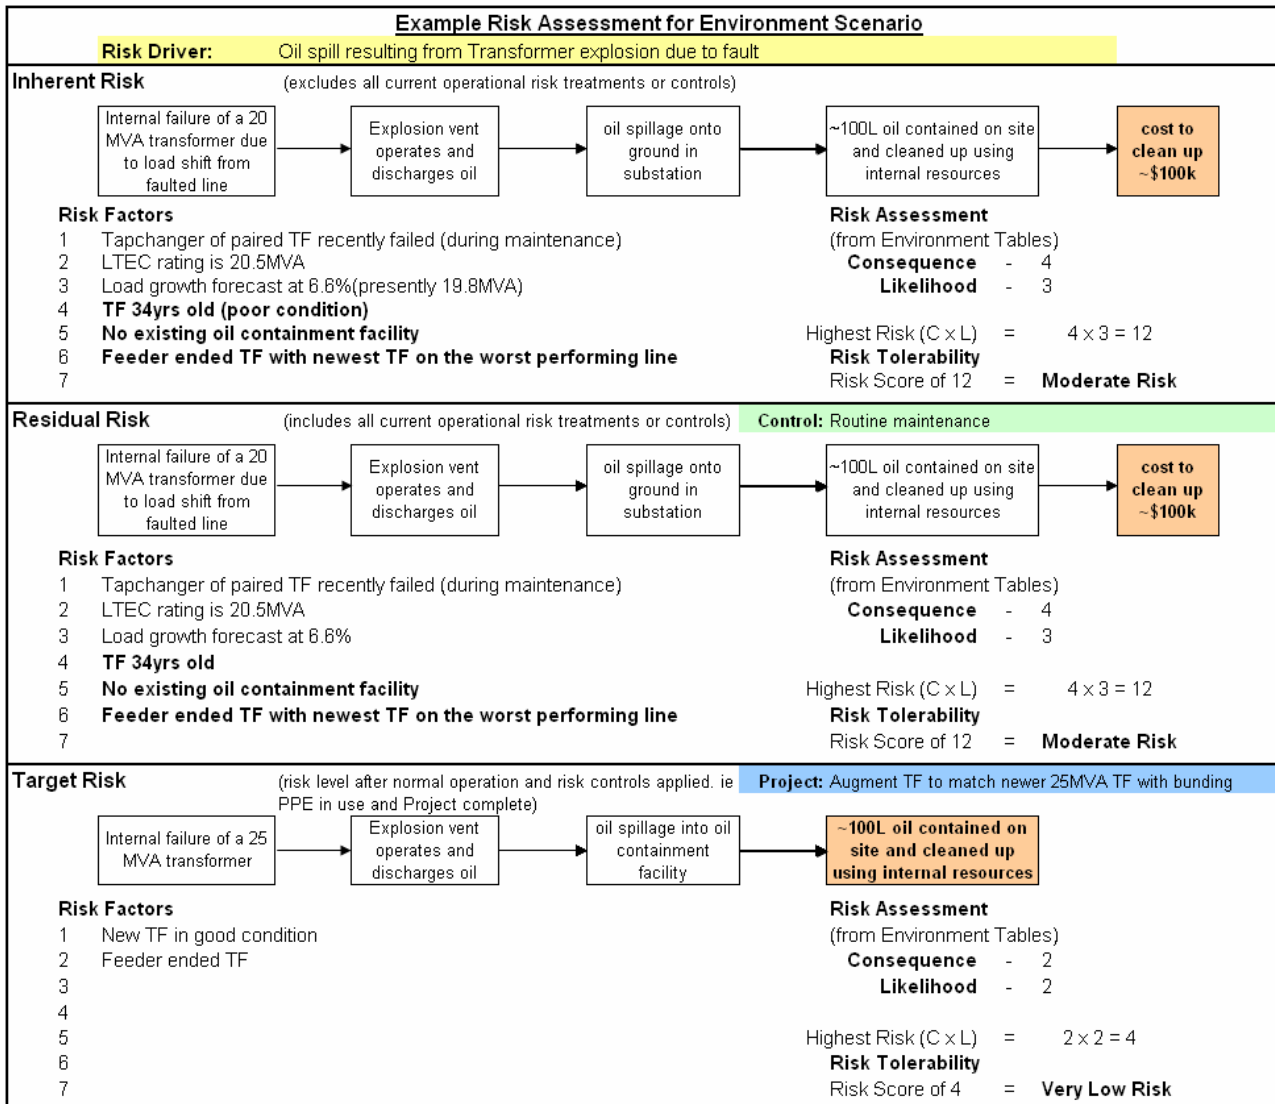 Example Risk Assessment for Environment Scenario
Risk Driver: Oil spill resulting from Transformer explosion due to fault
Inherent Risk (excludes all current operational risk treatments or controls)
Internal failure of a 20
MVA transformer due
to load shift from
faulted line
Explosion vent
operates and
discharges oil
oil spillage onto
ground in
substation
~100L oil contained on site
and cleaned up using
internal resources
cost to
clean up
~$100k
Risk Factors
1 Tapchanger of paired TF recently failed (during maintenance)
2 LTEC rating is 20.5MVA
3 Load growth forecast at 6.6%(presently 19.8MVA)
4 TF 34yrs old (poor condition)
5 No existing oil containment facility
6 Feeder ended TF with newest TF on the worst performing line
7
Risk Assessment
(from Environment Tables)
Consequence - 4
Likelihood - 3
Highest Risk (C x L) = 4 x 3 = 12
Risk Tolerability
Risk Score of 12 = Moderate Risk
Residual Risk (includes all current operational risk treatments or controls) Control: Routine maintenance
Internal failure of a 20
MVA transformer due
to load shift from
faulted line
Explosion vent
operates and
discharges oil
oil spillage onto
ground in
substation
~100L oil contained on site
and cleaned up using
internal resources
cost to
clean up
~$100k
Risk Factors
1 Tapchanger of paired TF recently failed (during maintenance)
2 LTEC rating is 20.5MVA
3 Load growth forecast at 6.6%
4 TF 34yrs old
5 No existing oil containment facility
6 Feeder ended TF with newest TF on the worst performing line
7
Risk Assessment
(from Environment Tables)
Consequence - 4
Likelihood - 3
Highest Risk (C x L) = 4 x 3 = 12
Risk Tolerability
Risk Score of 12 = Moderate Risk
Target Risk (risk level after normal operation and risk controls applied. ie
PPE in use and Project complete)
Project: Augment TF to match newer 25MVA TF with bunding
Internal failure of a 25
MVA transformer
Explosion vent
operates and
discharges oil
oil spillage into oil
containment
facility
~100L oil contained on
site and cleaned up
using internal resources
Risk Factors
1 New TF in good condition
2 Feeder ended TF
3
4
5
6
7
Risk Assessment
(from Environment Tables)
Consequence - 2
Likelihood - 2
Highest Risk (C x L) = 2 x 2 = 4
Risk Tolerability
Risk Score of 4 = Very Low Risk